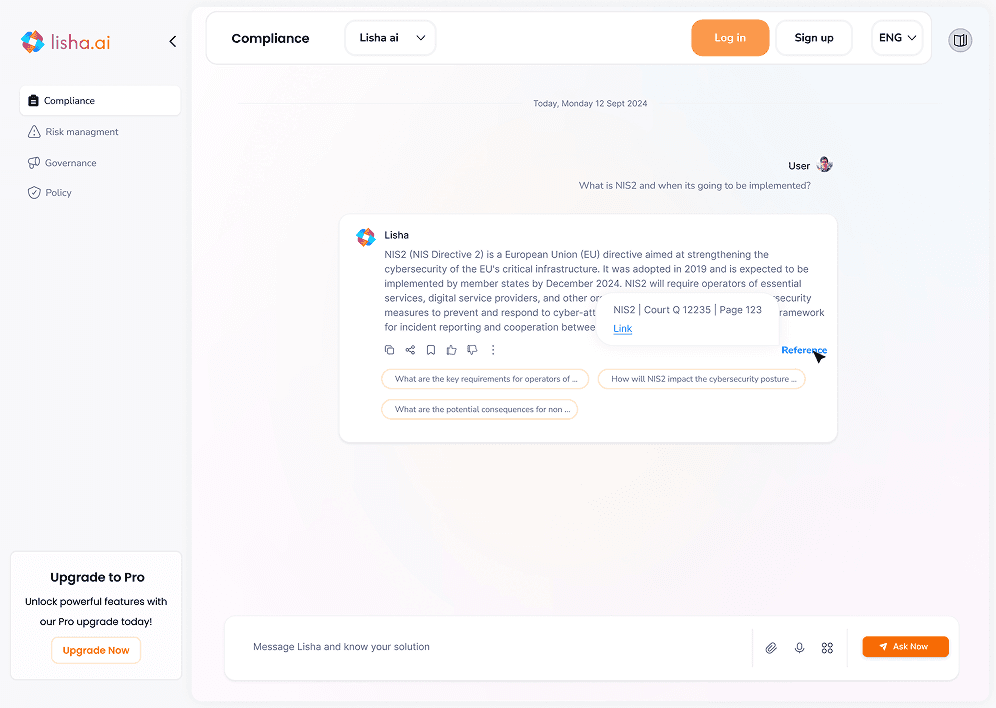 lisha.ai
Compliance
Lisha ai
Log in
Sign up
ENG
Compliance
Risk managment
Governance
Policy
Today, Monday 12 Sept 2024
User
What is NIS2 and when its going to be implemented?
Lisha
NIS2 (NIS Directive 2) is a European Union (EU) directive aimed at strengthening the
cybersecurity of the EU's critical infrastructure. It was adopted in 2019 and is expected to be
implemented by member states by December 2024. NIS2 will require operators of essential
services, digital service providers, and other
measures to prevent and respond to
for incident reporting and cooperation
NIS2 | Court Q 12235 | Page 123
Link
Reference
What are the key requirements for operators of ...
How will NIS2 impact the cybersecurity posture ...
What are the potential consequences for non ...
Upgrade to Pro
Unlock powerful features with
our Pro upgrade today!
Upgrade Now
Message Lisha and know your solution
Ask Now